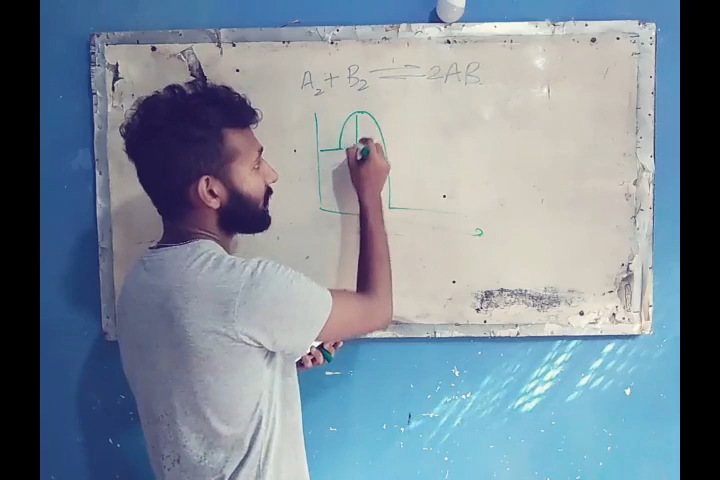 A₂ + B₂ ⇌ 2AB